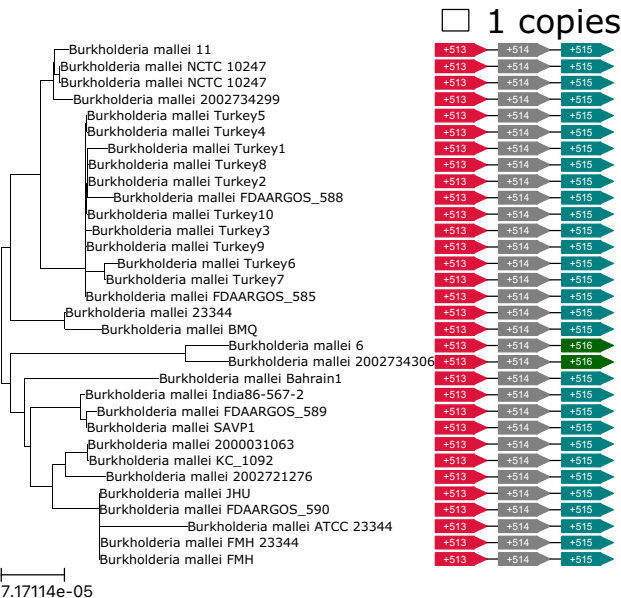 1 copies
Burkholderia mallei 11 +513 +514 +515
Burkholderia mallei NCTC 10247 +513 +514 +515
Burkholderia mallei NCTC 10247 +513 +514 +515
Burkholderia mallei 2002734299 +513 +514 +515
Burkholderia mallei Turkey5 +513 +514 +515
Burkholderia mallei Turkey4 +513 +514 +515
Burkholderia mallei Turkey1 +513 +514 +515
Burkholderia mallei Turkey8 +513 +514 +515
Burkholderia mallei Turkey2 +513 +514 +515
Burkholderia mallei FDAARGOS_588 +513 +514 +515
Burkholderia mallei Turkey10 +513 +514 +515
Burkholderia mallei Turkey3 +513 +514 +515
Burkholderia mallei Turkey9 +513 +514 +515
Burkholderia mallei Turkey6 +513 +514 +515
Burkholderia mallei Turkey7 +513 +514 +515
Burkholderia mallei FDAARGOS_585 +513 +514 +515
Burkholderia mallei 23344 +513 +514 +515
Burkholderia mallei BMQ +513 +514 +515
Burkholderia mallei 6 +513 +514 +516
Burkholderia mallei 2002734306 +513 +514 +516
Burkholderia mallei Bahrain1 +513 +514 +515
Burkholderia mallei India86-567-2 +513 +514 +515
Burkholderia mallei FDAARGOS_589 +513 +514 +515
Burkholderia mallei SAVP1 +513 +514 +515
Burkholderia mallei 2000031063 +513 +514 +515
Burkholderia mallei KC_1092 +513 +514 +515
Burkholderia mallei 2002721276 +513 +514 +515
Burkholderia mallei JHU +513 +514 +515
Burkholderia mallei FDAARGOS_590 +513 +514 +515
Burkholderia mallei ATCC 23344 +513 +514 +515
Burkholderia mallei FMH 23344 +513 +514 +515
Burkholderia mallei FMH +513 +514 +515
7.17114e-05